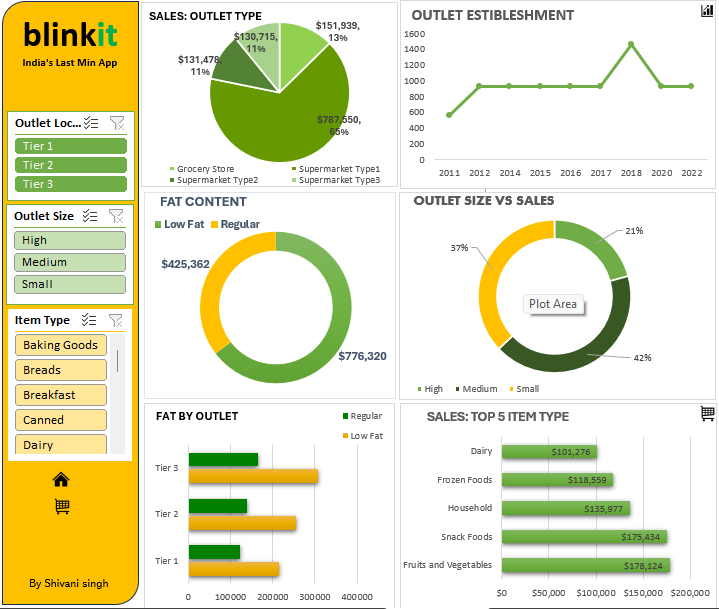 blinkit
India's Last Min App
Outlet Loc...
Tier 1
Tier 2
Tier 3
Outlet Size
High
Medium
Small
Item Type
Baking Goods
Breads
Breakfast
Canned
Dairy
By Shivani singh
SALES: OUTLET TYPE
$151,939,
13%
$130,715,
11%
$131,478,
11%
$787,550,
65%
Grocery Store
Supermarket Type1
Supermarket Type2
Supermarket Type3
OUTLET ESTIBLESHMENT
1600
1400
1200
1000
800
600
400
200
0
2011 2012 2014 2015 2016 2017 2018 2020 2022
FAT CONTENT
Low Fat Regular
$425,362
$776,320
OUTLET SIZE VS SALES
21%
37%
Plot Area
42%
High Medium Small
FAT BY OUTLET
Regular
Low Fat
Tier 3
Tier 2
Tier 1
0 100000 200000 300000 400000
SALES: TOP 5 ITEM TYPE
Dairy $101,276
Frozen Foods $118,559
Household $135,977
Snack Foods $175,434
Fruits and Vegetables $178,124
$0 $50,000 $100,000 $150,000 $200,000